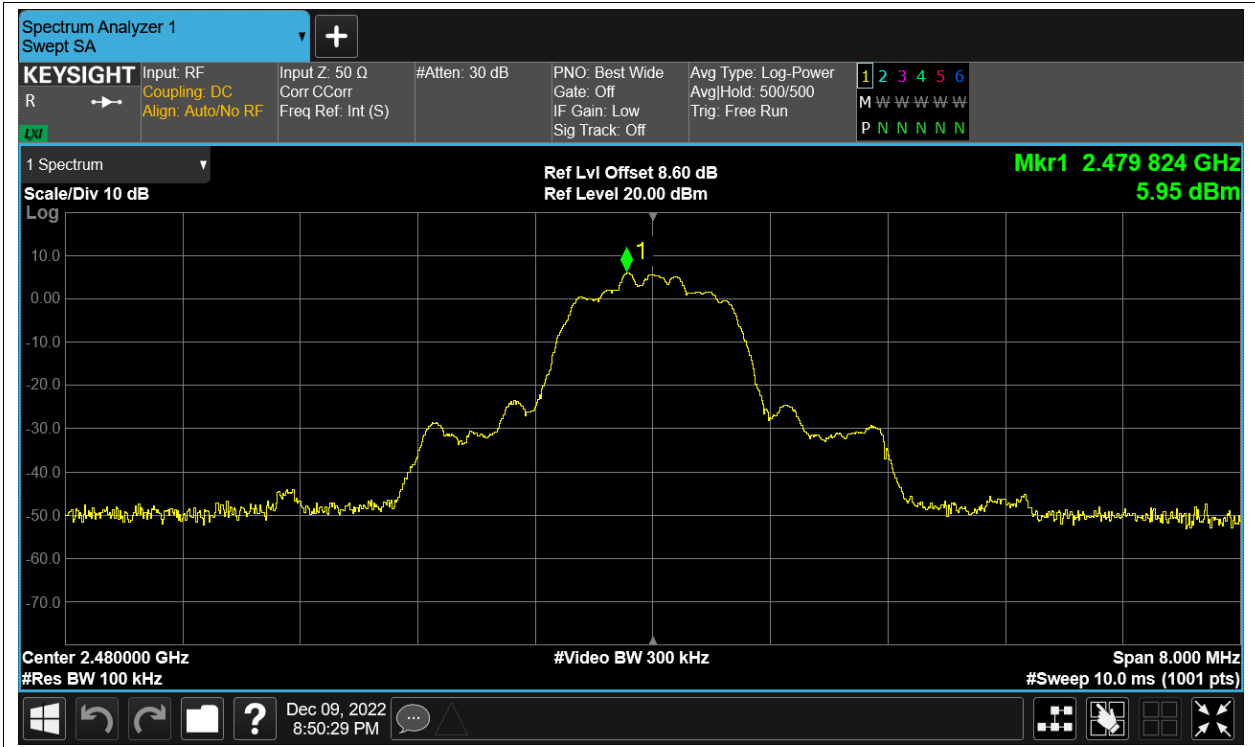 Spectrum Analyzer 1
Swept SA
+
KEYSIGHT
R
LXI
Input: RF
Coupling: DC
Align: Auto/No RF
Input Z: 50 Ω
Corr CCorr
Freq Ref: Int (S)
#Atten: 30 dB
PNO: Best Wide
Gate: Off
IF Gain: Low
Sig Track: Off
Avg Type: Log-Power
Avg|Hold: 500/500
Trig: Free Run
1 2 3 4 5 6
M W W W W W
P N N N N N
1 Spectrum
Scale/Div 10 dB
Log
Ref Lvl Offset 8.60 dB
Ref Level 20.00 dBm
Mkr1 2.479 824 GHz
5.95 dBm
1
10.0
0.00
-10.0
-20.0
-30.0
-40.0
-50.0
-60.0
-70.0
Center 2.480000 GHz
#Res BW 100 kHz
#Video BW 300 kHz
Span 8.000 MHz
#Sweep 10.0 ms (1001 pts)
?
Dec 09, 2022
8:50:29 PM